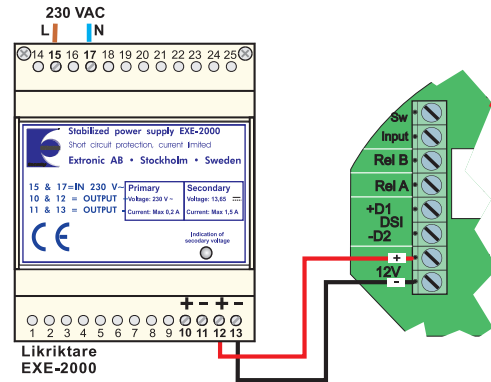 230 VAC
L N
14 15 16 17 18 19 20 21 22 23 24 25
Stabilized power supply EXE-2000
Short circuit protection, current limited
Extronic AB • Stockholm • Sweden
15 & 17=IN 230 V~
10 & 12 = OUTPUT +
11 & 13 = OUTPUT -
Primary
Voltage: 230 V~
Current: Max 0,2 A
Secondary
Voltage: 13,65
Current: Max 1,5 A
CE
Indication of
secodary voltage
+ - + -
1 2 3 4 5 6 7 8 9 10 11 12 13
Likriktare
EXE-2000
Sw
Input
Rel B
Rel A
+D1
DSI
-D2
+
12V
-